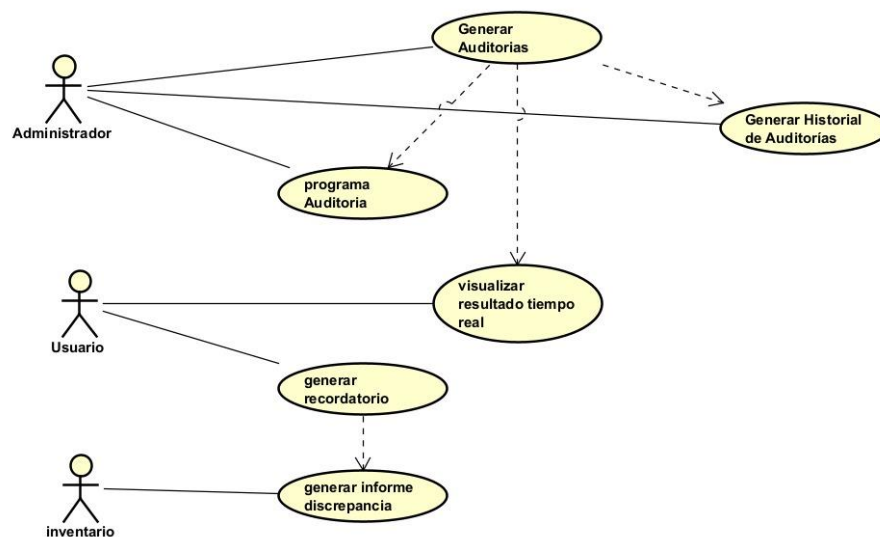 Generar
Auditorias
Administrador
Generar Historial
de Auditorías
programa
Auditoria
visualizar
resultado tiempo
real
Usuario
generar
recordatorio
generar informe
discrepancia
inventario